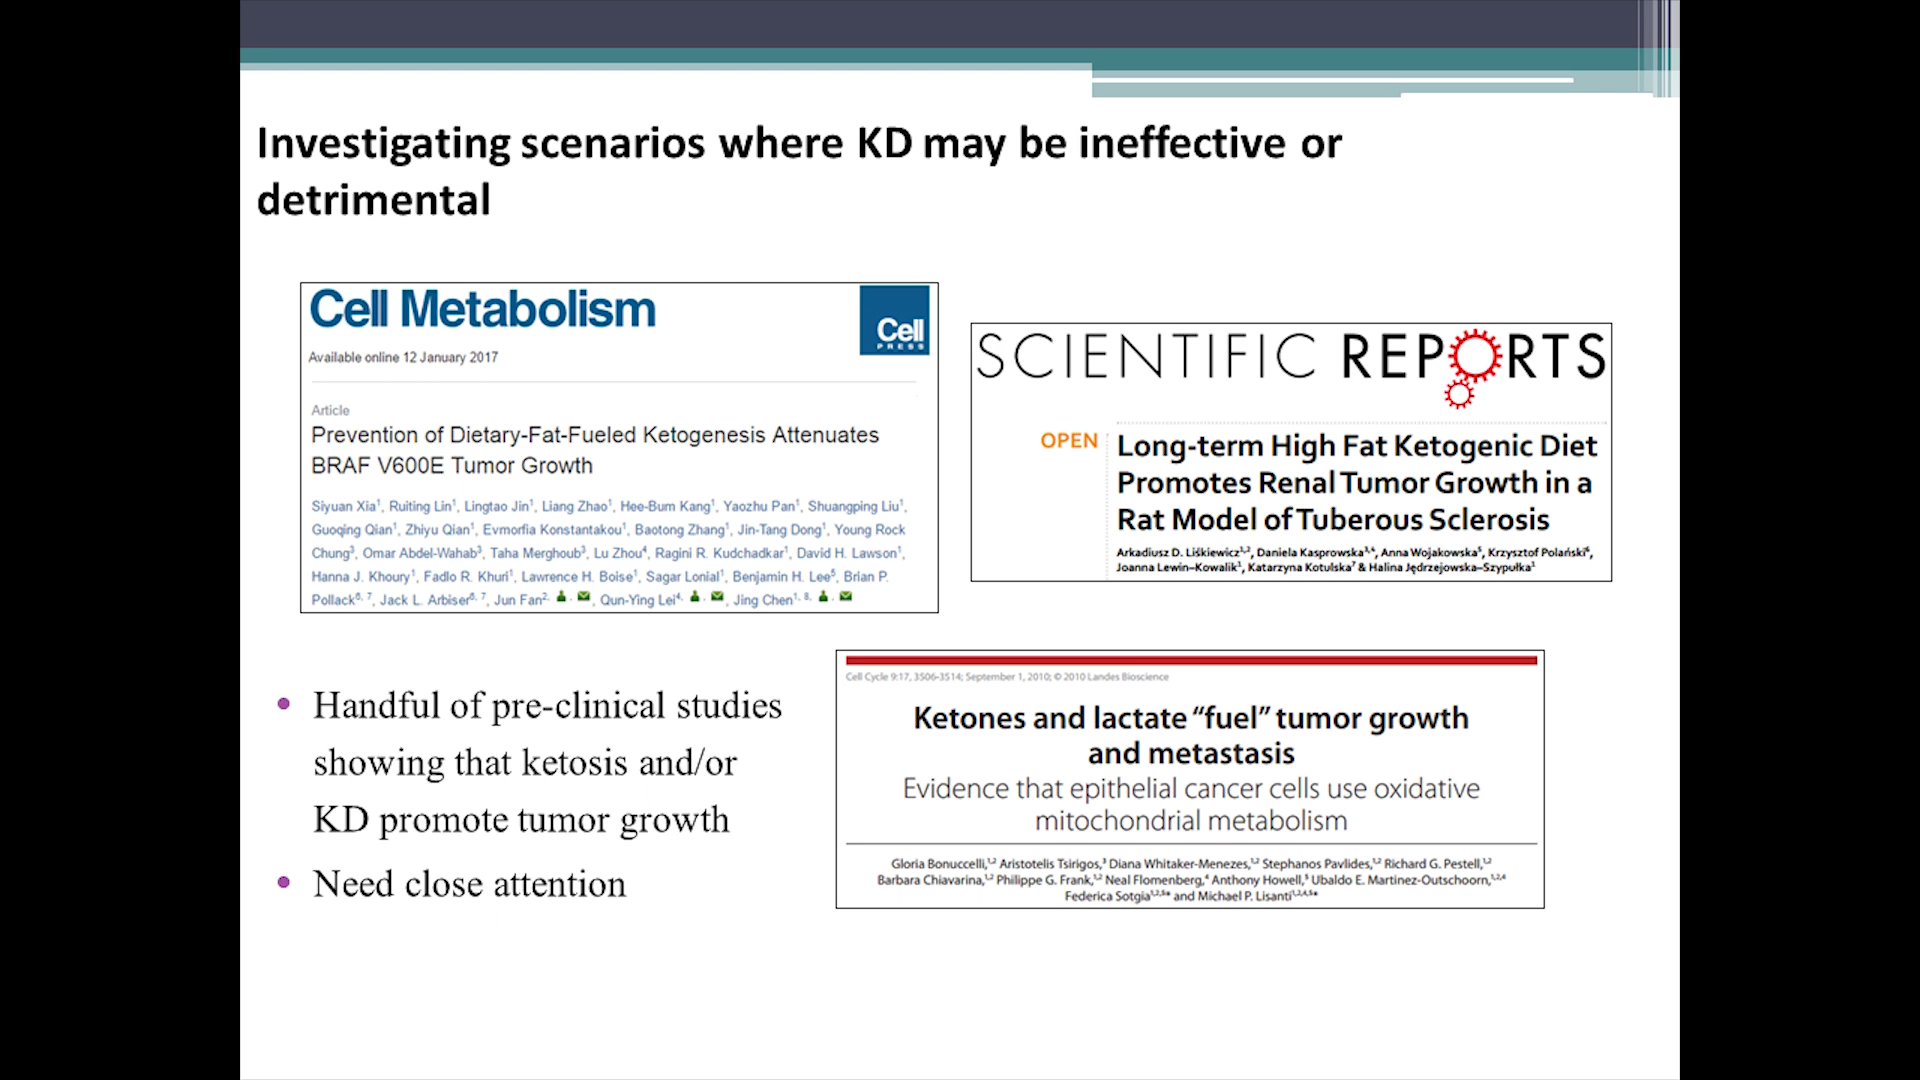 Investigating scenarios where KD may be ineffective or
detrimental
Cell Metabolism
Cell
PRESS
Available online 12 January 2017
Article
Prevention of Dietary-Fat-Fueled Ketogenesis Attenuates
BRAF V600E Tumor Growth
Siyuan Xia1, Ruiting Lin1, Lingtao Jin1, Liang Zhao1, Hee-Bum Kang1, Yaozhu Pan1, Shuangping Liu1,
Guoqing Qian1, Zhiyu Qian1, Evmorfia Konstantakou1, Baotong Zhang1, Jin-Tang Dong1, Young Rock
Chung3, Omar Abdel-Wahab3, Taha Merghoub3, Lu Zhou4, Ragini R. Kudchadkar1, David H. Lawson1,
Hanna J. Khoury1, Fadlo R. Khuri1, Lawrence H. Boise1, Sagar Lonial1, Benjamin H. Lee5, Brian P.
Pollack6, 7, Jack L. Arbiser6, 7, Jun Fan2, Qun-Ying Lei4, Jing Chen1, 8,
SCIENTIFIC REPORTS
OPEN
Long-term High Fat Ketogenic Diet
Promotes Renal Tumor Growth in a
Rat Model of Tuberous Sclerosis
Arkadiusz D. Liśkiewicz1,2, Daniela Kasprowska3,4, Anna Wojakowska5, Krzysztof Polański6,
Joanna Lewin–Kowalik1, Katarzyna Kotulska7 & Halina Jędrzejowska–Szypułka1
• Handful of pre-clinical studies
showing that ketosis and/or
KD promote tumor growth
• Need close attention
Cell Cycle 9:17, 3506-3514; September 1, 2010; © 2010 Landes Bioscience
Ketones and lactate “fuel” tumor growth
and metastasis
Evidence that epithelial cancer cells use oxidative
mitochondrial metabolism
Gloria Bonuccelli,1,2 Aristotelis Tsirigos,3 Diana Whitaker-Menezes,1,2 Stephanos Pavlides,1,2 Richard G. Pestell,1,2
Barbara Chiavarina,1,2 Philippe G. Frank,1,2 Neal Flomenberg,4 Anthony Howell,5 Ubaldo E. Martinez-Outschoorn,1,2,4
Federica Sotgia1,2,5* and Michael P. Lisanti1,2,4,5*